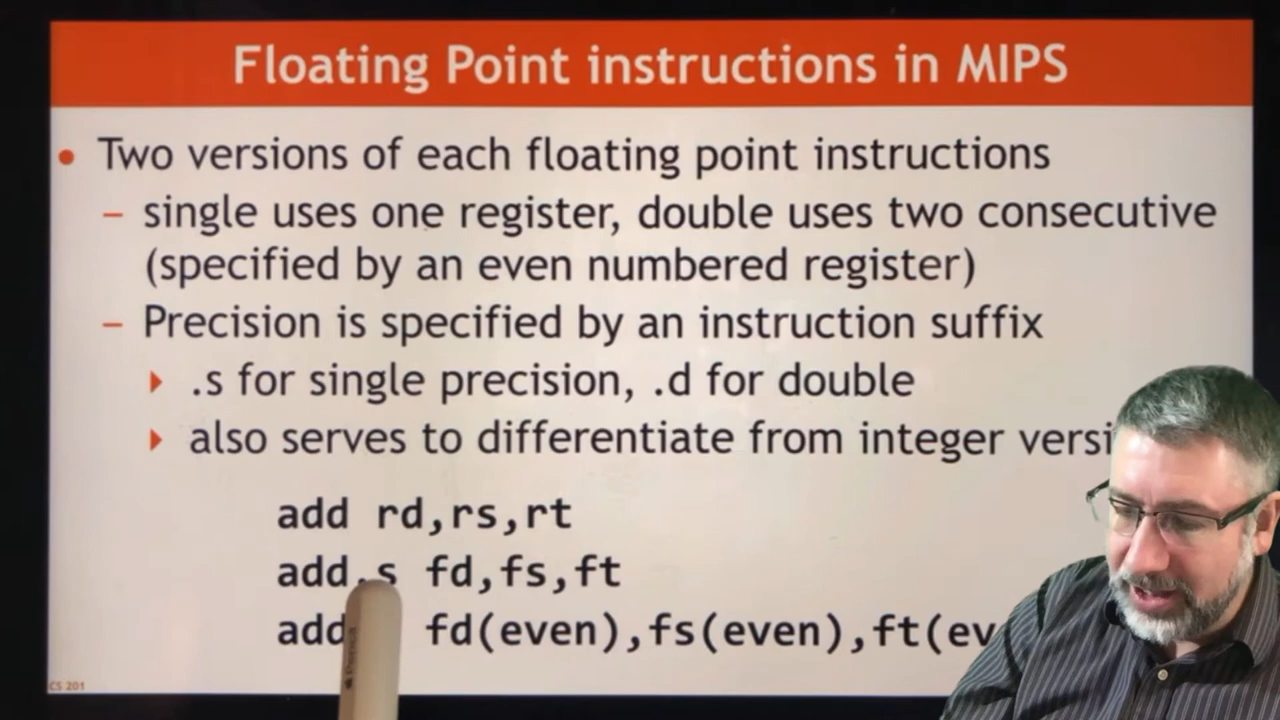 Floating Point instructions in MIPS
• Two versions of each floating point instructions
– single uses one register, double uses two consecutive
(specified by an even numbered register)
– Precision is specified by an instruction suffix
.s for single precision, .d for double
also serves to differentiate from integer versi
add rd,rs,rt
add.s fd,fs,ft
add fd(even),fs(even),ft(ev
CS 201